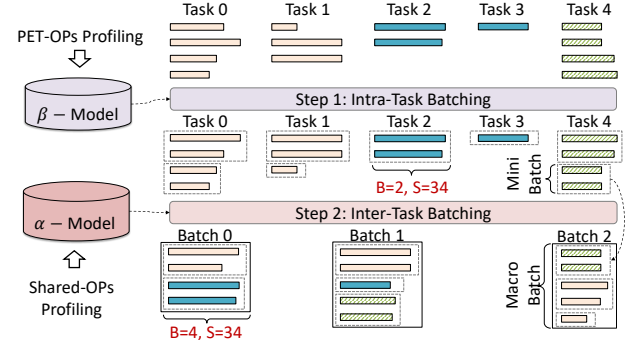 Task 0 Task 1 Task 2 Task 3 Task 4
PET-OPs Profiling
β − Model
Step 1: Intra-Task Batching
Task 0 Task 1 Task 2 Task 3 Task 4
B=2, S=34
Mini
Batch
α − Model
Step 2: Inter-Task Batching
Batch 0 Batch 1 Batch 2
Shared-OPs
Profiling
Macro
Batch
B=4, S=34